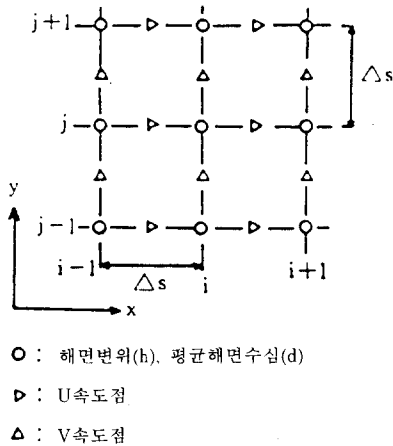 j+1
△s
j
y
j-1
i-1
△s
i
i+1
x
○ : 해면변위(h), 평균해면수심(d)
▷ : U속도점
△ : V속도점